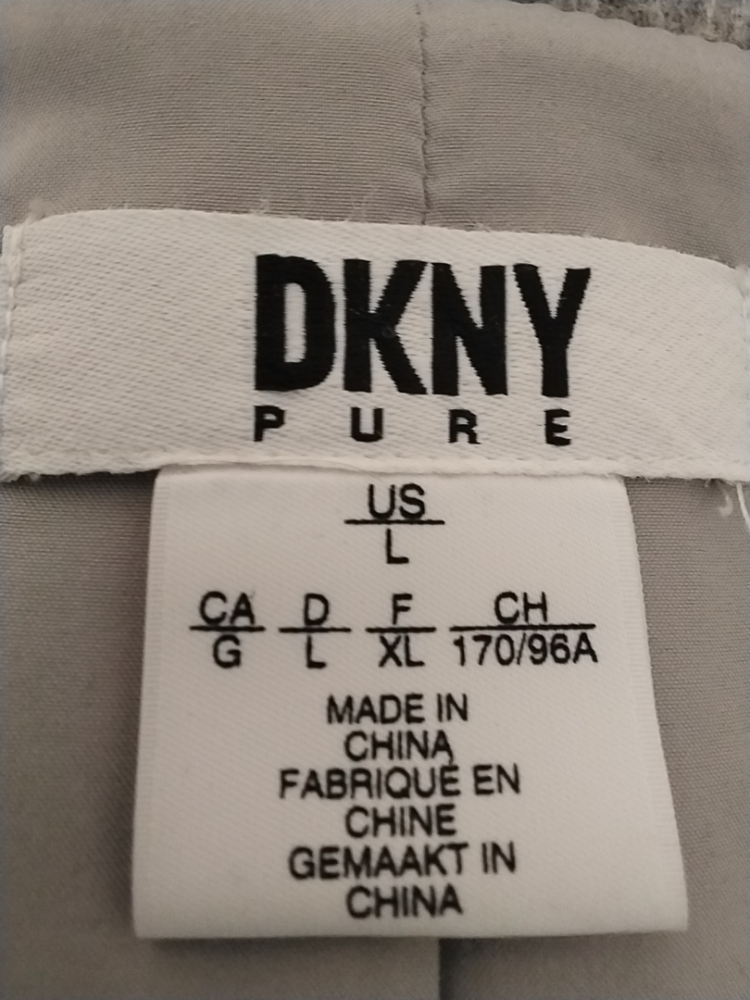 DKNY
PURE
US
L
CA D F CH
G L XL 170/96A
MADE IN
CHINA
FABRIQUÉ EN
CHINE
GEMAAKT IN
CHINA